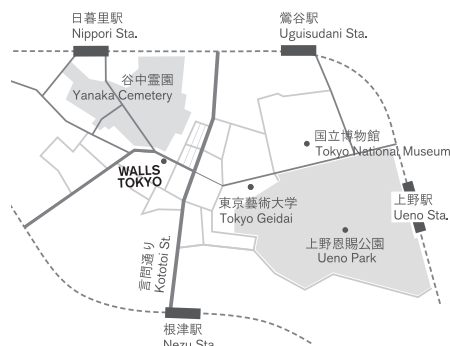 日暮里駅
Nippori Sta.
鶯谷駅
Uguisudani Sta.
谷中霊園
Yanaka Cemetery
国立博物館
Tokyo National Museum
WALLS
TOKYO
東京藝術大学
Tokyo Geidai
上野駅
Ueno Sta.
上野恩賜公園
Ueno Park
言問通り
Kototoi St.
根津駅
Nezu Sta.